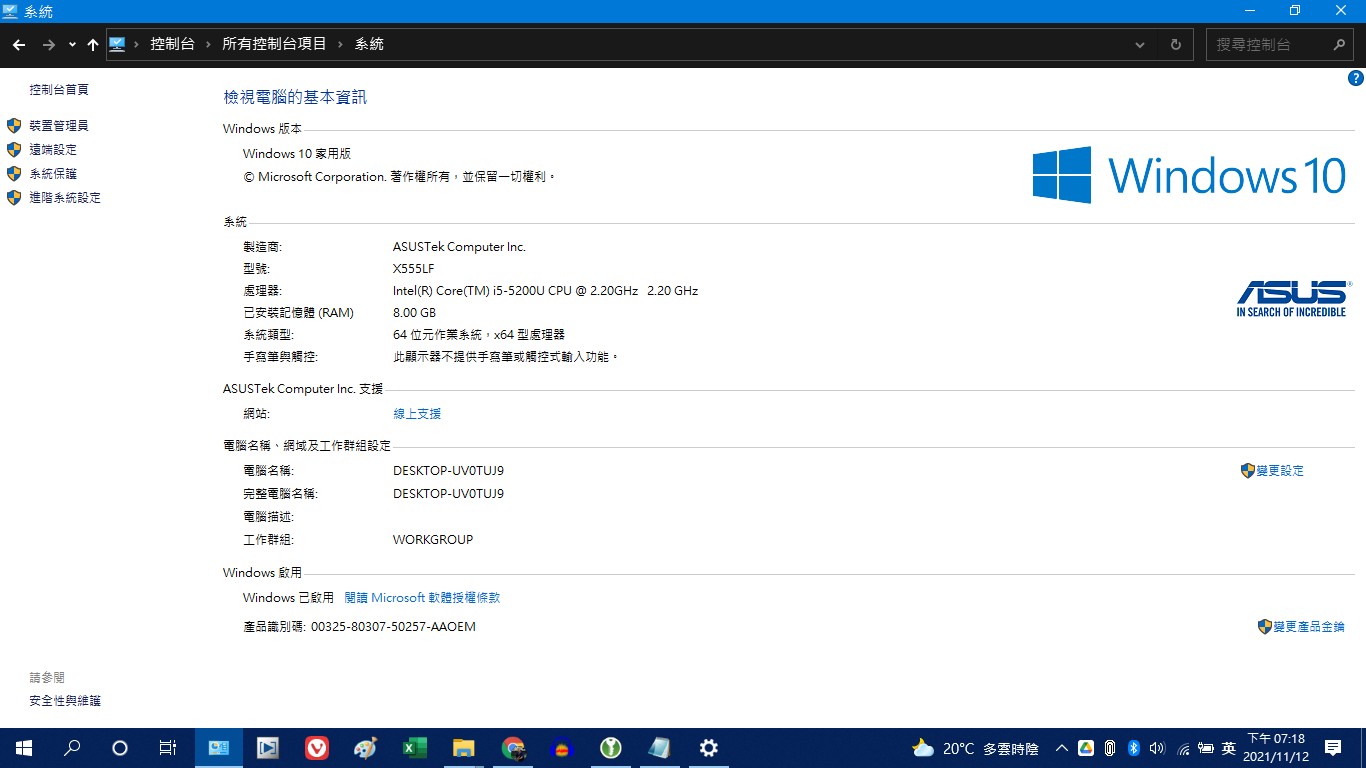 系統
控制台 › 所有控制台項目 › 系統
搜尋控制台
控制台首頁
裝置管理員
遠端設定
系統保護
進階系統設定
檢視電腦的基本資訊
Windows 版本
Windows 10 家用版
© Microsoft Corporation. 著作權所有，並保留一切權利。
Windows 10
系統
製造商: ASUSTek Computer Inc.
型號: X555LF
處理器: Intel(R) Core(TM) i5-5200U CPU @ 2.20GHz 2.20 GHz
已安裝記憶體 (RAM) 8.00 GB
系統類型: 64 位元作業系統，x64 型處理器
手寫筆與觸控: 此顯示器不提供手寫筆或觸控式輸入功能。
ASUS
IN SEARCH OF INCREDIBLE
ASUSTek Computer Inc. 支援
網站: 線上支援
電腦名稱、網域及工作群組設定
電腦名稱: DESKTOP-UV0TUJ9
變更設定
完整電腦名稱: DESKTOP-UV0TUJ9
電腦描述:
工作群組: WORKGROUP
Windows 啟用
Windows 已啟用 閱讀 Microsoft 軟體授權條款
產品識別碼: 00325-80307-50257-AAOEM
變更產品金鑰
請參閱
安全性與維護
20°C 多雲時陰
英
下午 07:18
2021/11/12